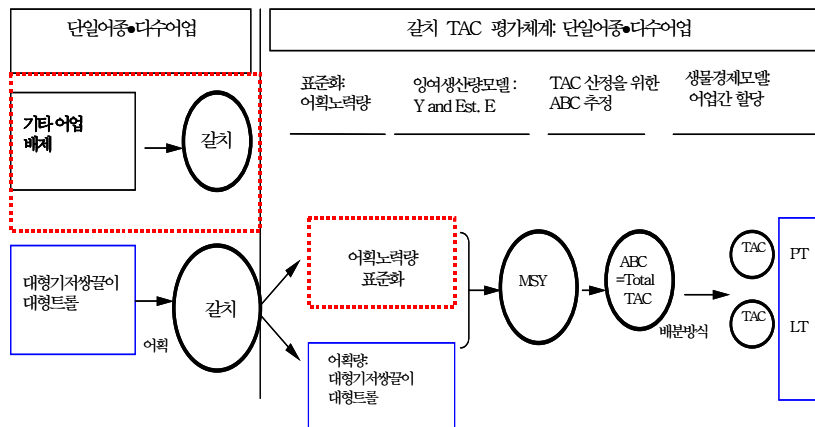 단일어종●다수어업
갈치 TAC 평가체계: 단일어종●다수어업
표준화:
어획노력량
잉여생산량모델 :
Y and Est. E
TAC 산정을 위한
ABC 추정
생물경제모델:
어업간 할당
기타 어업
배제
갈치
대형기저쌍끌이
대형트롤
어획
갈치
어획노력량
표준화
어획량:
대형기저쌍끌이
대형트롤
MSY
ABC
=Total
TAC
배분방식
TAC
PT
TAC
LT